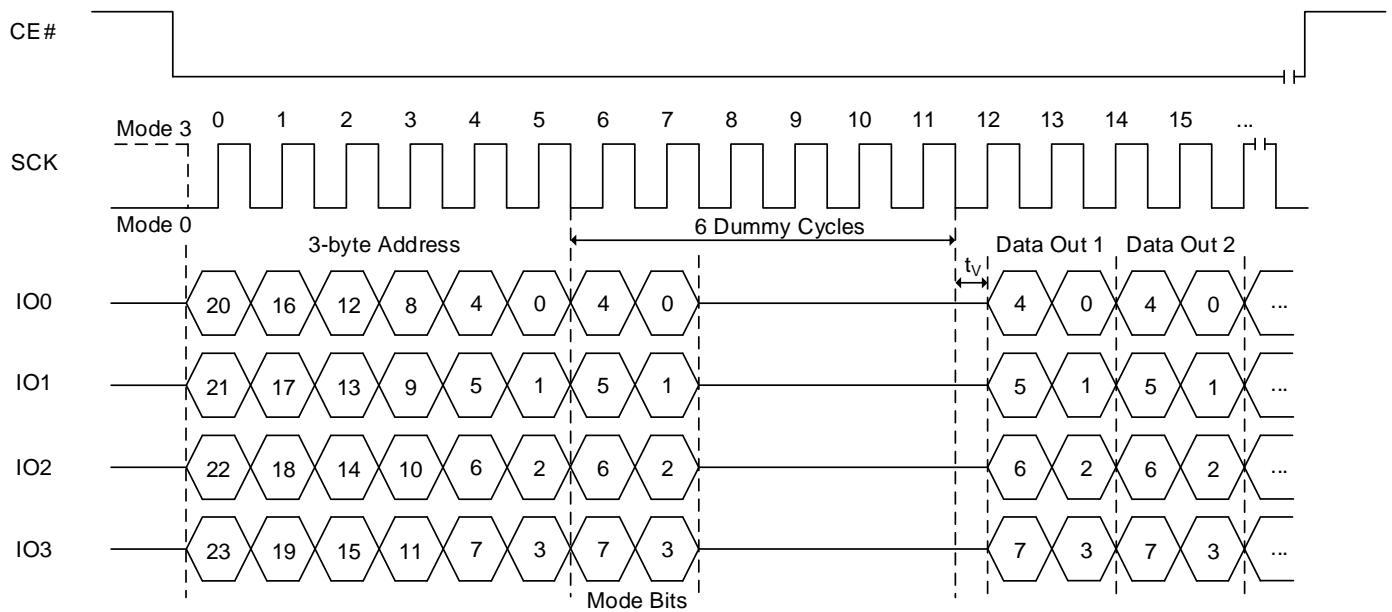 CE#
0 1 2 3 4 5 6 7 8 9 10 11 12 13 14 15 ...
Mode 3
SCK
Mode 0
6 Dummy Cycles
3-byte Address
Data Out 1 Data Out 2
tV
IO0 20 16 12 8 4 0 4 0 4 0 4 0 ...
IO1 21 17 13 9 5 1 5 1 5 1 5 1 ...
IO2 22 18 14 10 6 2 6 2 6 2 6 2 ...
IO3 23 19 15 11 7 3 7 3 7 3 7 3 ...
Mode Bits